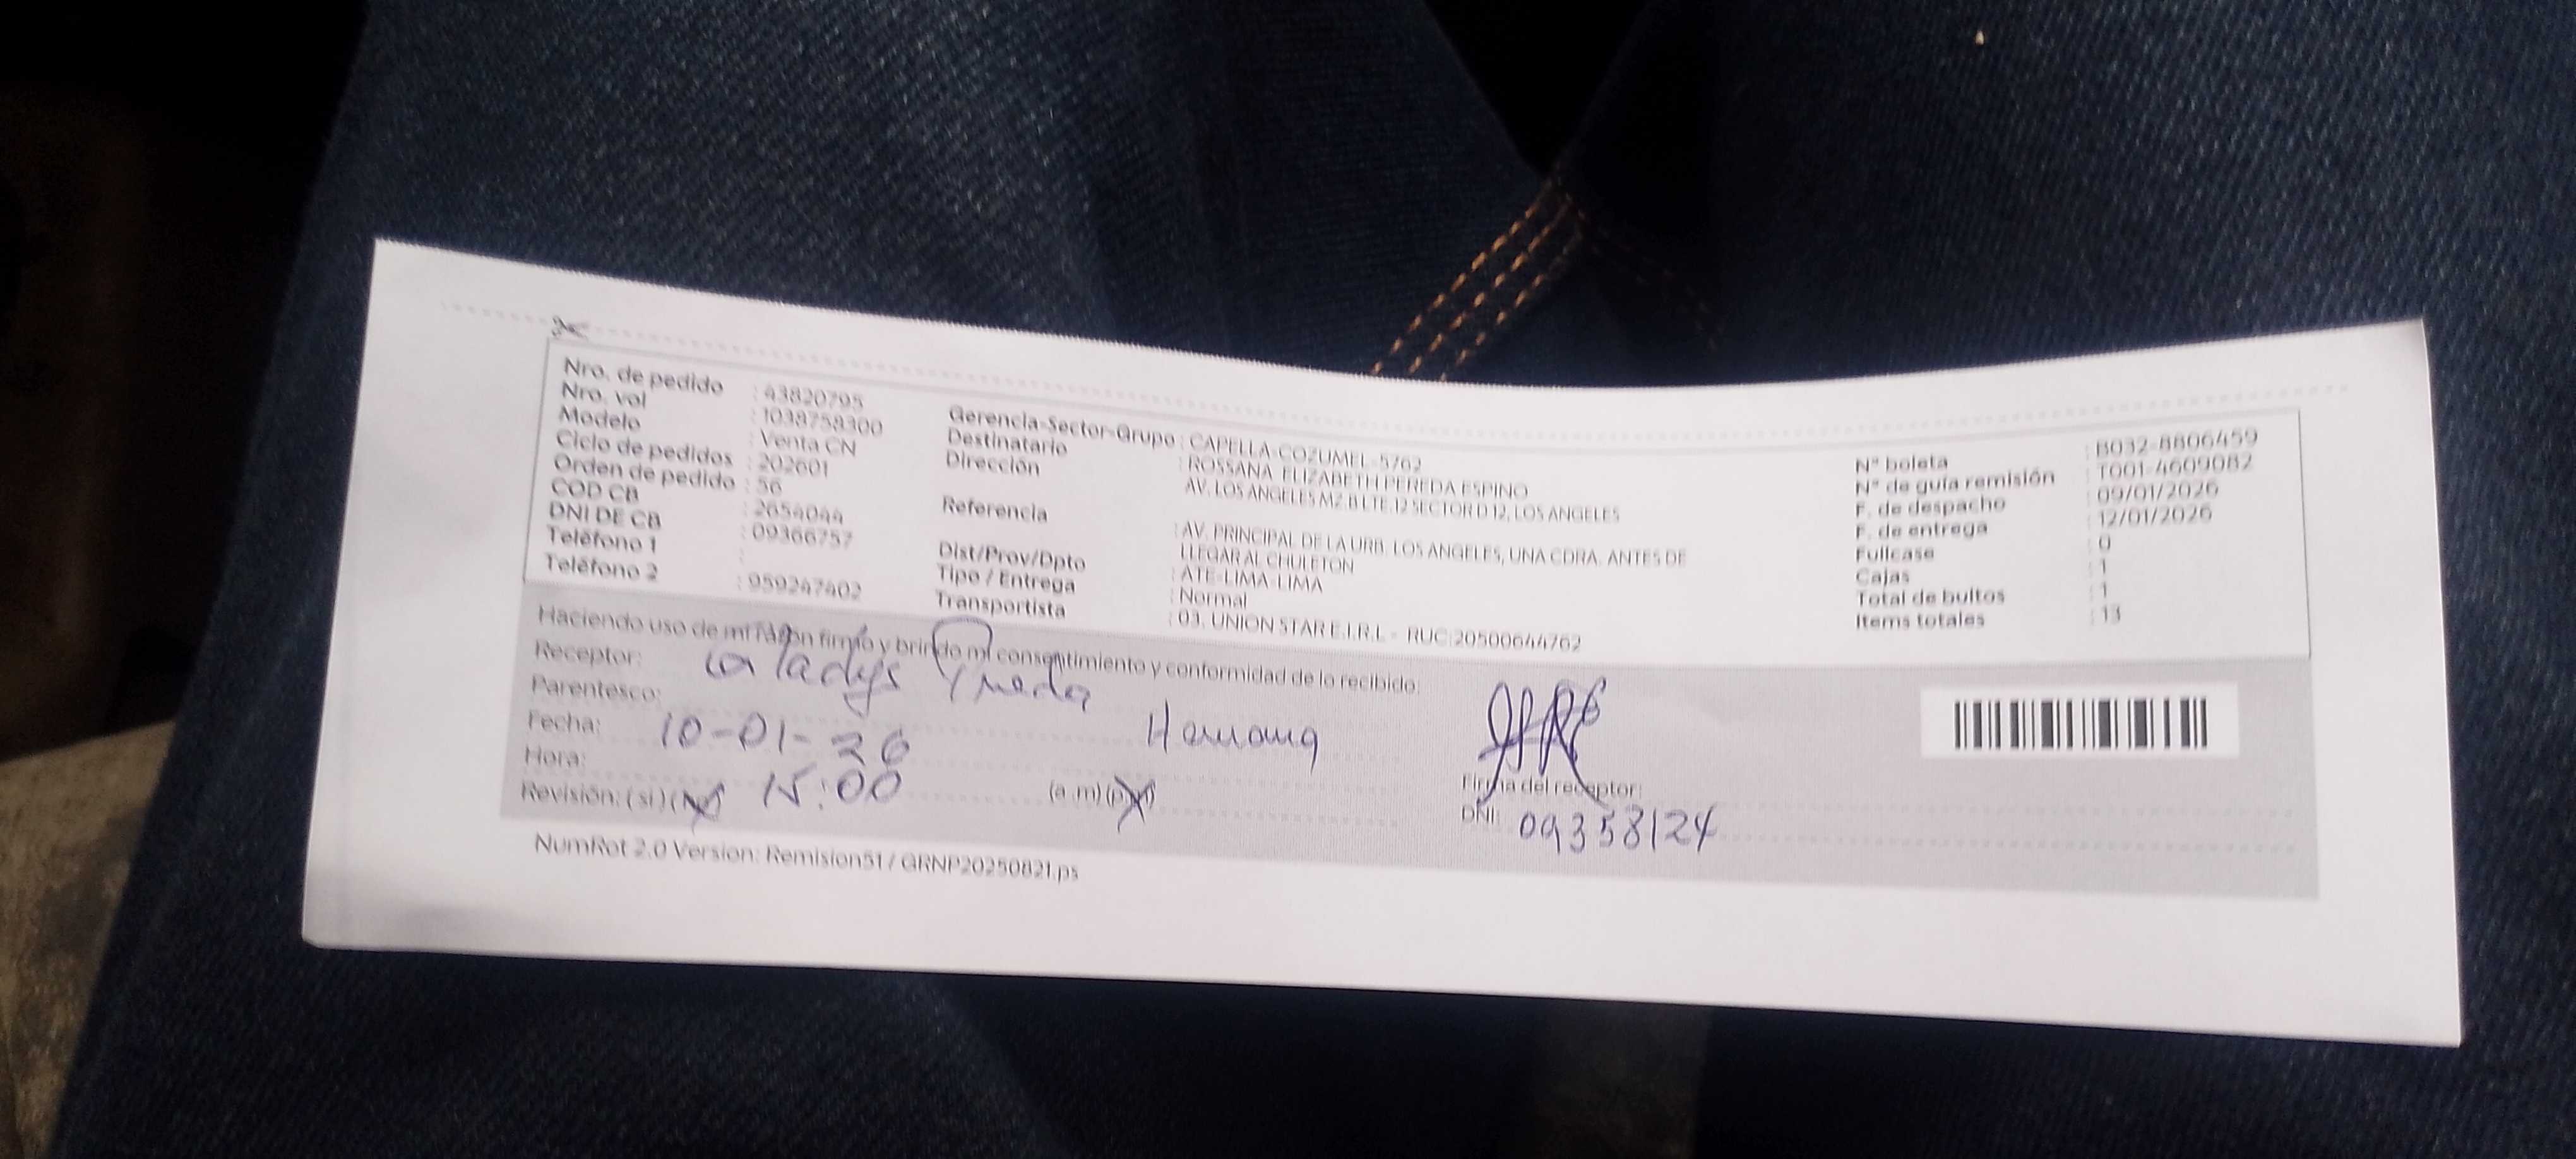 Nro. de pedido : 43820795
Nro. vol : 1038758300
Modelo : Venta CN
Ciclo de pedidos : 202601
Orden de pedido : 56
COD CB : 2654044
DNI DE CB : 09366757
Teléfono 1 :
Teléfono 2 : 959247402
Gerencia-Sector-Grupo : CAPELLA-COZUMEL-5762
Destinatario : ROSSANA ELIZABETH PEREDA ESPINO
Dirección : AV. LOS ANGELES MZ B LTE.12 SECTOR D 12, LOS ANGELES
Referencia : AV. PRINCIPAL DE LA URB. LOS ANGELES, UNA CDRA. ANTES DE
LLEGAR AL CHULETON
Dist/Prov/Dpto : ATE-LIMA-LIMA
Tipo / Entrega : Normal
Transportista : 03. UNION STAR E.I.R.L - RUC:20500644762
N° boleta : B032-8806459
N° de guía remisión : T001-4609082
F. de despacho : 09/01/2026
F. de entrega : 12/01/2026
Fullcase : 0
Cajas : 1
Total de bultos : 1
Items totales : 13
Haciendo uso de mi razón firmo y brindo mi consentimiento y conformidad de lo recibido:
Receptor: Gladys
Parentesco: Hermana
Fecha: 10-01-26
Hora: 15:00 (a.m) (p.m)
Revisión: ( si ) ( No )
Firma del receptor:
DNI: 09358124
NumRot 2.0 Version: Remision51 / GRNP20250821.ps